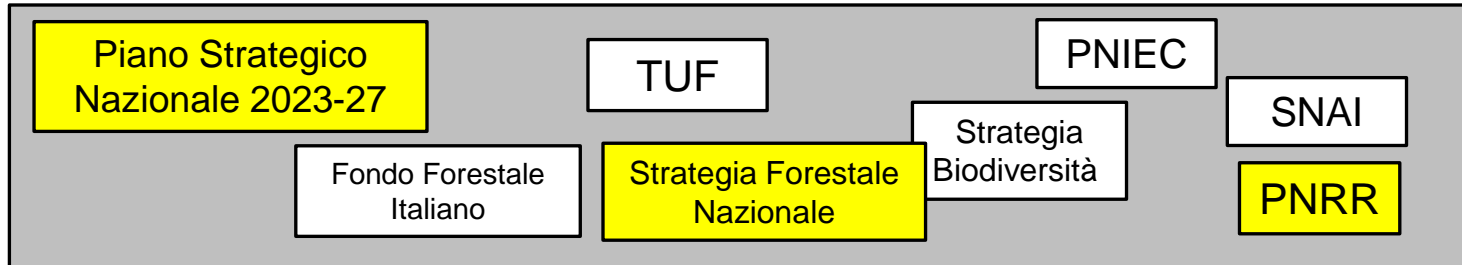 Piano Strategico
Nazionale 2023-27
TUF
PNIEC
SNAI
Strategia
Biodiversità
Fondo Forestale
Italiano
Strategia Forestale
Nazionale
PNRR